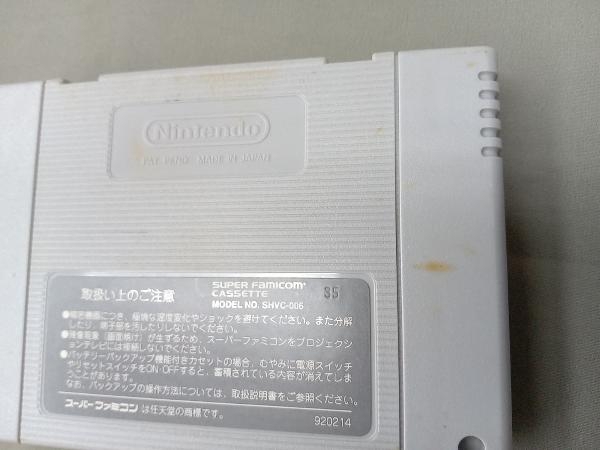 Nintendo
PAT. PEND. MADE IN JAPAN
取扱い上のご注意
SUPER Famicom
CASSETTE
MODEL NO. SHVC-006
S5
●精密機器につき、極端な温度変化やショックを避けてください。また分解
したり、端子部を汚したりしないでください。
●残像現象（画面焼け）が生ずるため、スーパーファミコンをプロジェクシ
ョンテレビには接続しないでください。
●バッテリーバックアップ機能付きカセットの場合、むやみに電源スイッチ
やリセットスイッチをON・OFFすると、蓄積されている内容が消えてしま
うことがあります。
なお、バックアップの操作方法については、取扱説明書をご参照ください。
スーパーファミコンは任天堂の商標です。
920214